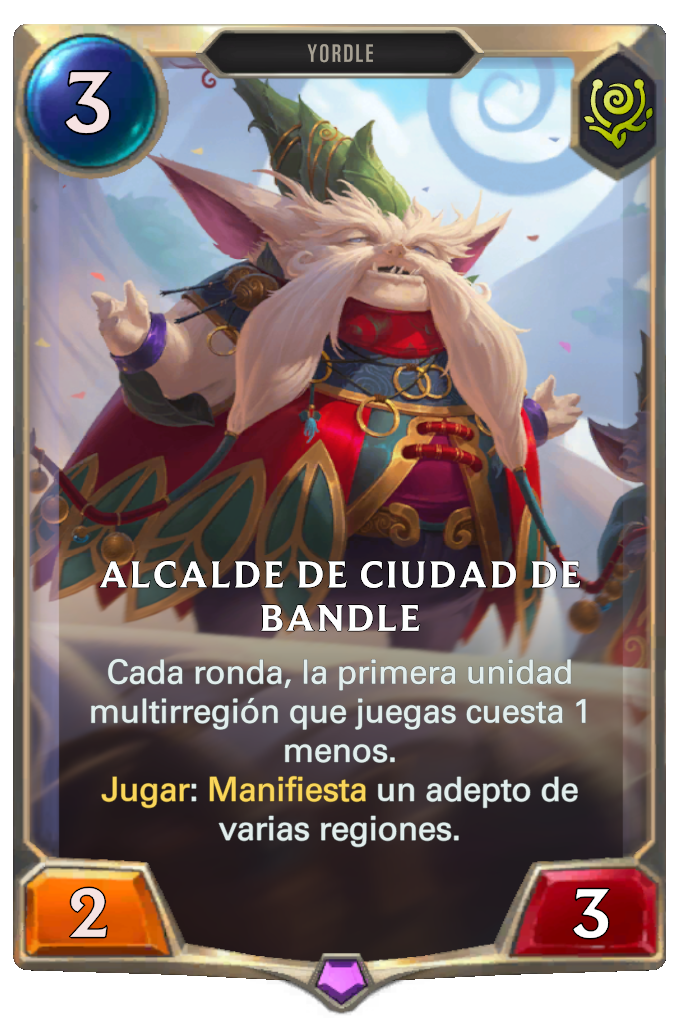 YORDLE
3
ALCALDE DE CIUDAD DE
BANDLE
Cada ronda, la primera unidad
multirregión que juegas cuesta 1
menos.
Jugar: Manifiesta un adepto de
varias regiones.
2
3